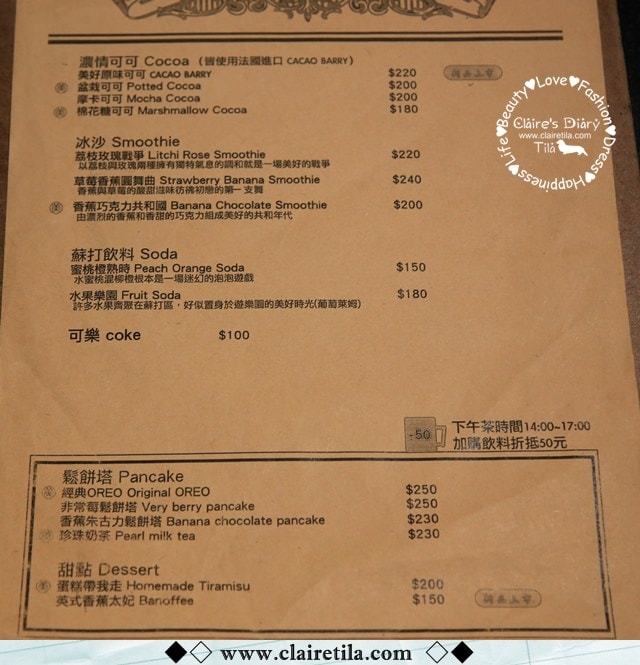 濃情可可 Cocoa (皆使用法國進口 CACAO BARRY)
美好原味可可 CACAO BARRY $220 新品上市
盆栽可可 Potted Cocoa $200
摩卡可可 Mocha Cocoa $200
棉花糖可可 Marshmallow Cocoa $180
Life♥Beauty♥Love♥Fashion♥Dress♥Happiness♥
Claire's Diary
www.clairetila.com
Tila
冰沙 Smoothie
荔枝玫瑰戰爭 Litchi Rose Smoothie $220
以荔枝與玫瑰兩種擁有獨特氣息的調和就是一場美好的戰爭
草莓香蕉圓舞曲 Strawberry Banana Smoothie $240
香蕉與草莓的酸甜滋味彷彿初戀的第一支舞
香蕉巧克力共和國 Banana Chocolate Smoothie $200
由濃烈的香蕉和香甜的巧克力組成美好的共和年代
蘇打飲料 Soda
蜜桃橙熟時 Peach Orange Soda $150
水蜜桃混柳橙根本是一場迷幻的泡泡遊戲
水果樂園 Fruit Soda $180
許多水果齊聚在蘇打區，好似置身於遊樂園的美好時光(葡萄萊姆)
可樂 coke $100
-50 下午茶時間14:00~17:00
加購飲料折抵50元
鬆餅塔 Pancake
經典OREO Original OREO $250
非常莓鬆餅塔 Very berry pancake $250
香蕉朱古力鬆餅塔 Banana chocolate pancake $230
珍珠奶茶 Pearl milk tea $230
甜點 Dessert
蛋糕帶我走 Homemade Tiramisu $200
英式香蕉太妃 Banoffee $150 新品上市
◆◇ www.clairetila.com ◇◆